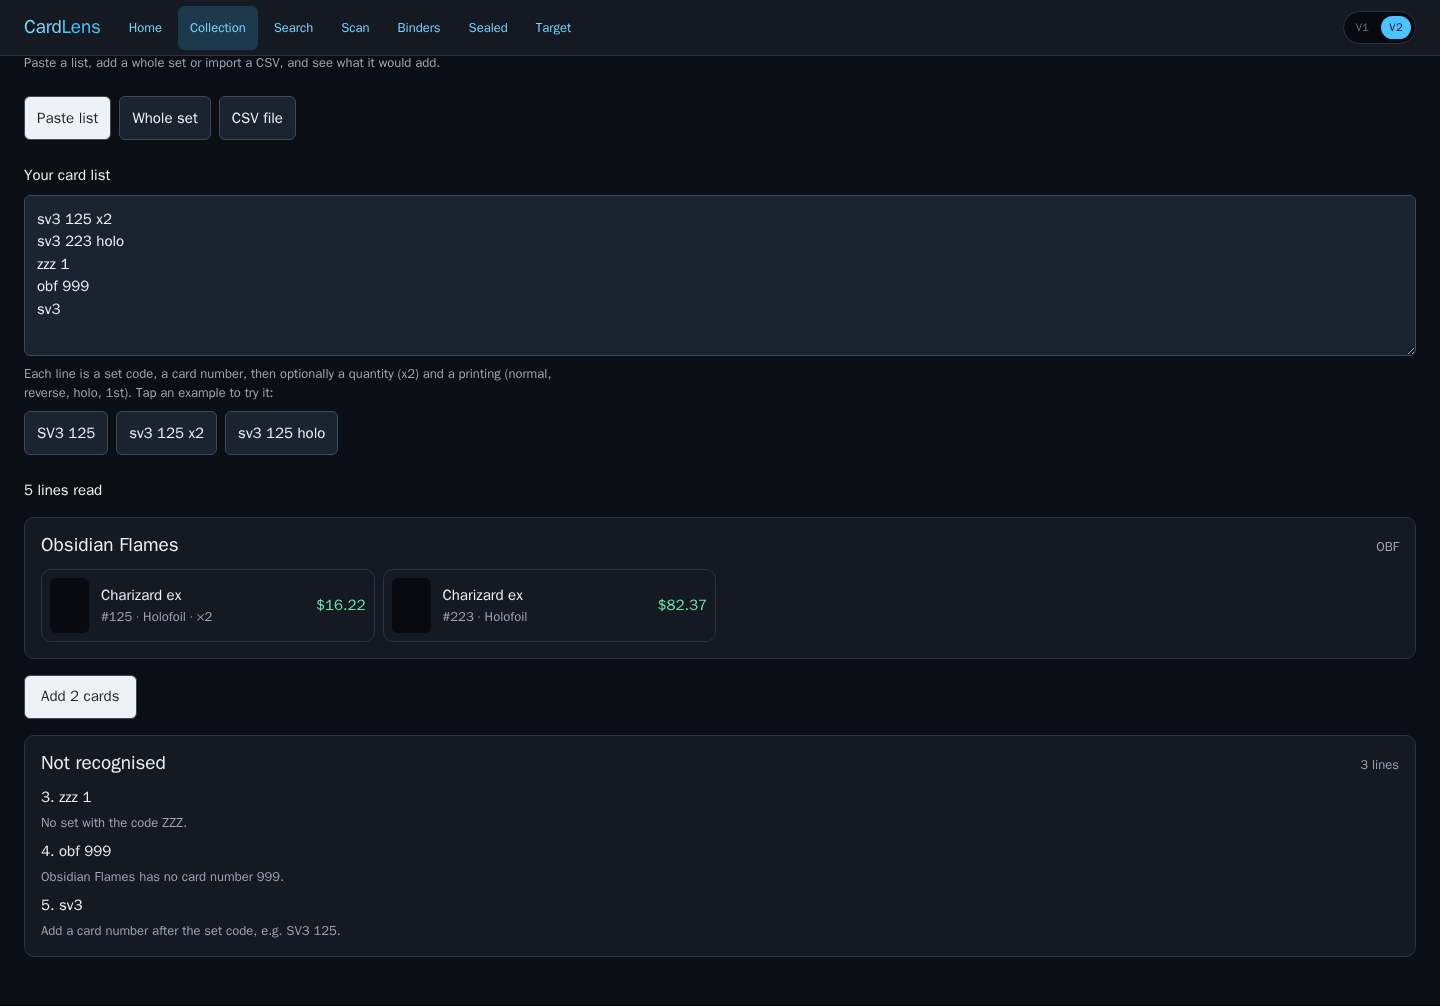 CardLens Home Collection Search Scan Binders Sealed Target V1 V2
Paste a list, add a whole set or import a CSV, and see what it would add.
Paste list Whole set CSV file
Your card list
sv3 125 x2
sv3 223 holo
zzz 1
obf 999
sv3
Each line is a set code, a card number, then optionally a quantity (x2) and a printing (normal,
reverse, holo, 1st). Tap an example to try it:
SV3 125 sv3 125 x2 sv3 125 holo
5 lines read
Obsidian Flames OBF
Charizard ex
#125 · Holofoil · ×2
$16.22
Charizard ex
#223 · Holofoil
$82.37
Add 2 cards
Not recognised 3 lines
3. zzz 1
No set with the code ZZZ.
4. obf 999
Obsidian Flames has no card number 999.
5. sv3
Add a card number after the set code, e.g. SV3 125.